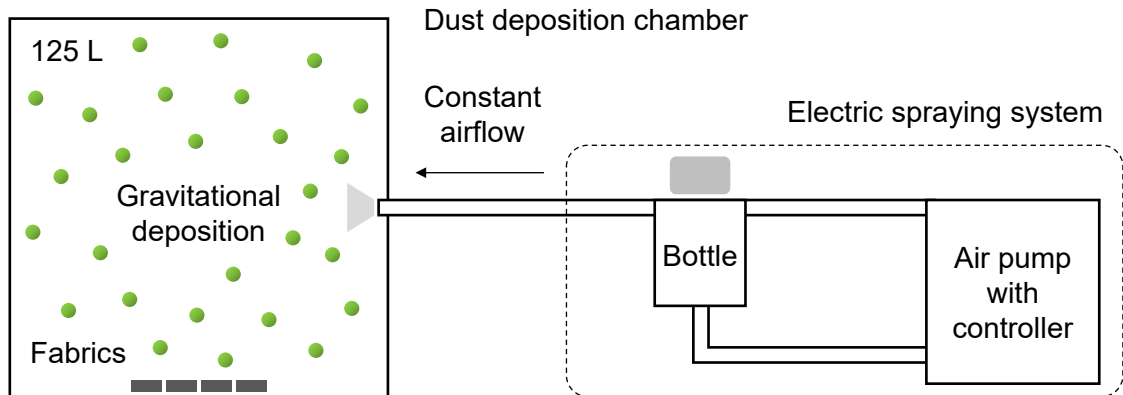 Dust deposition chamber
125 L
Constant
airflow
Electric spraying system
Gravitational
deposition
Bottle
Air pump
with
controller
Fabrics